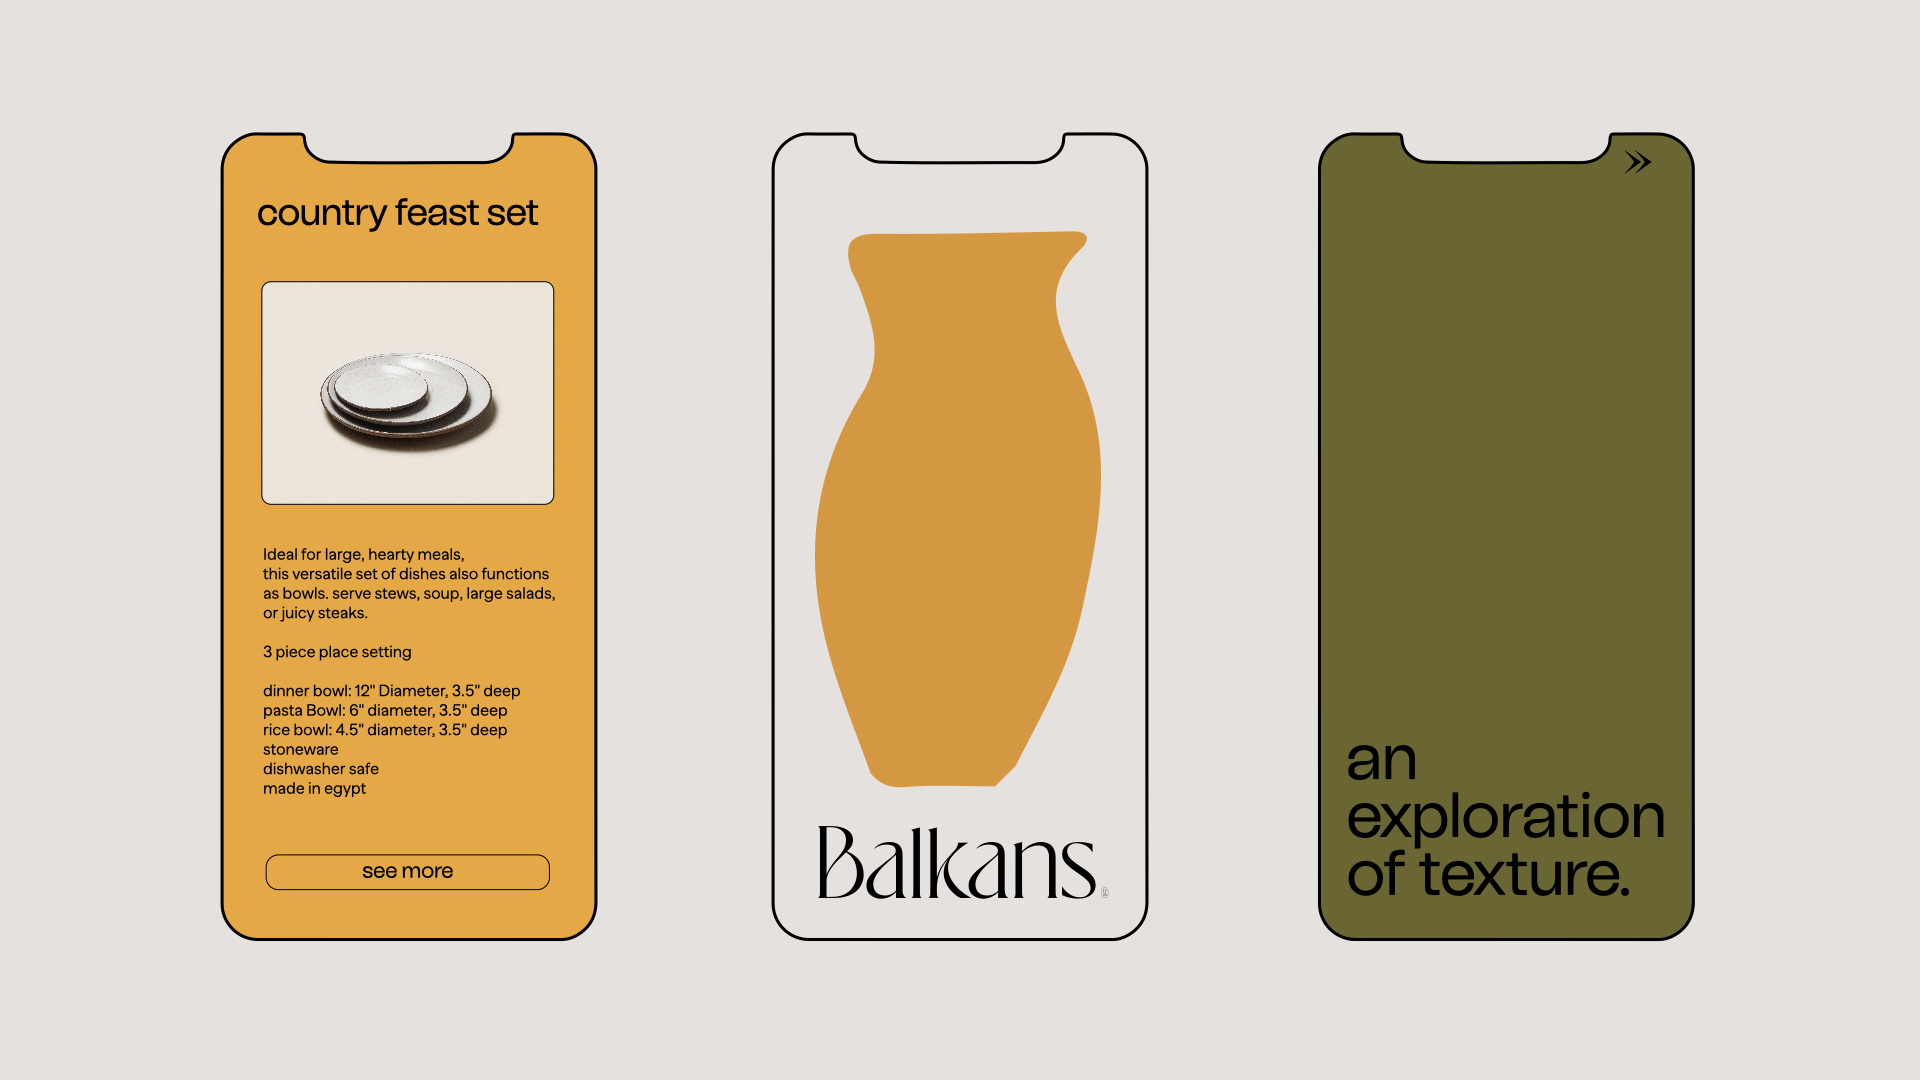 country feast set
Ideal for large, hearty meals,
this versatile set of dishes also functions
as bowls. serve stews, soup, large salads,
or juicy steaks.
3 piece place setting
dinner bowl: 12" Diameter, 3.5" deep
pasta Bowl: 6" diameter, 3.5" deep
rice bowl: 4.5" diameter, 3.5" deep
stoneware
dishwasher safe
made in egypt
see more
Balkans®
an
exploration
of texture.